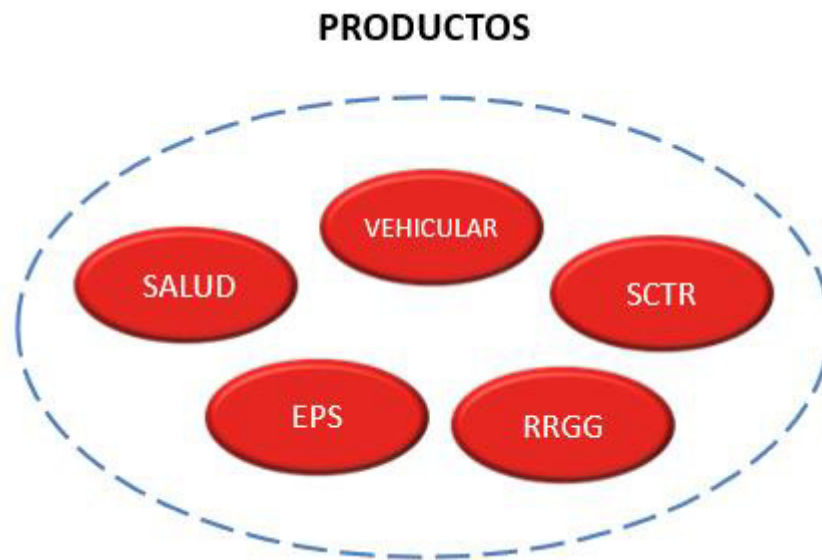 PRODUCTOS
VEHICULAR
SALUD
SCTR
EPS
RRGG